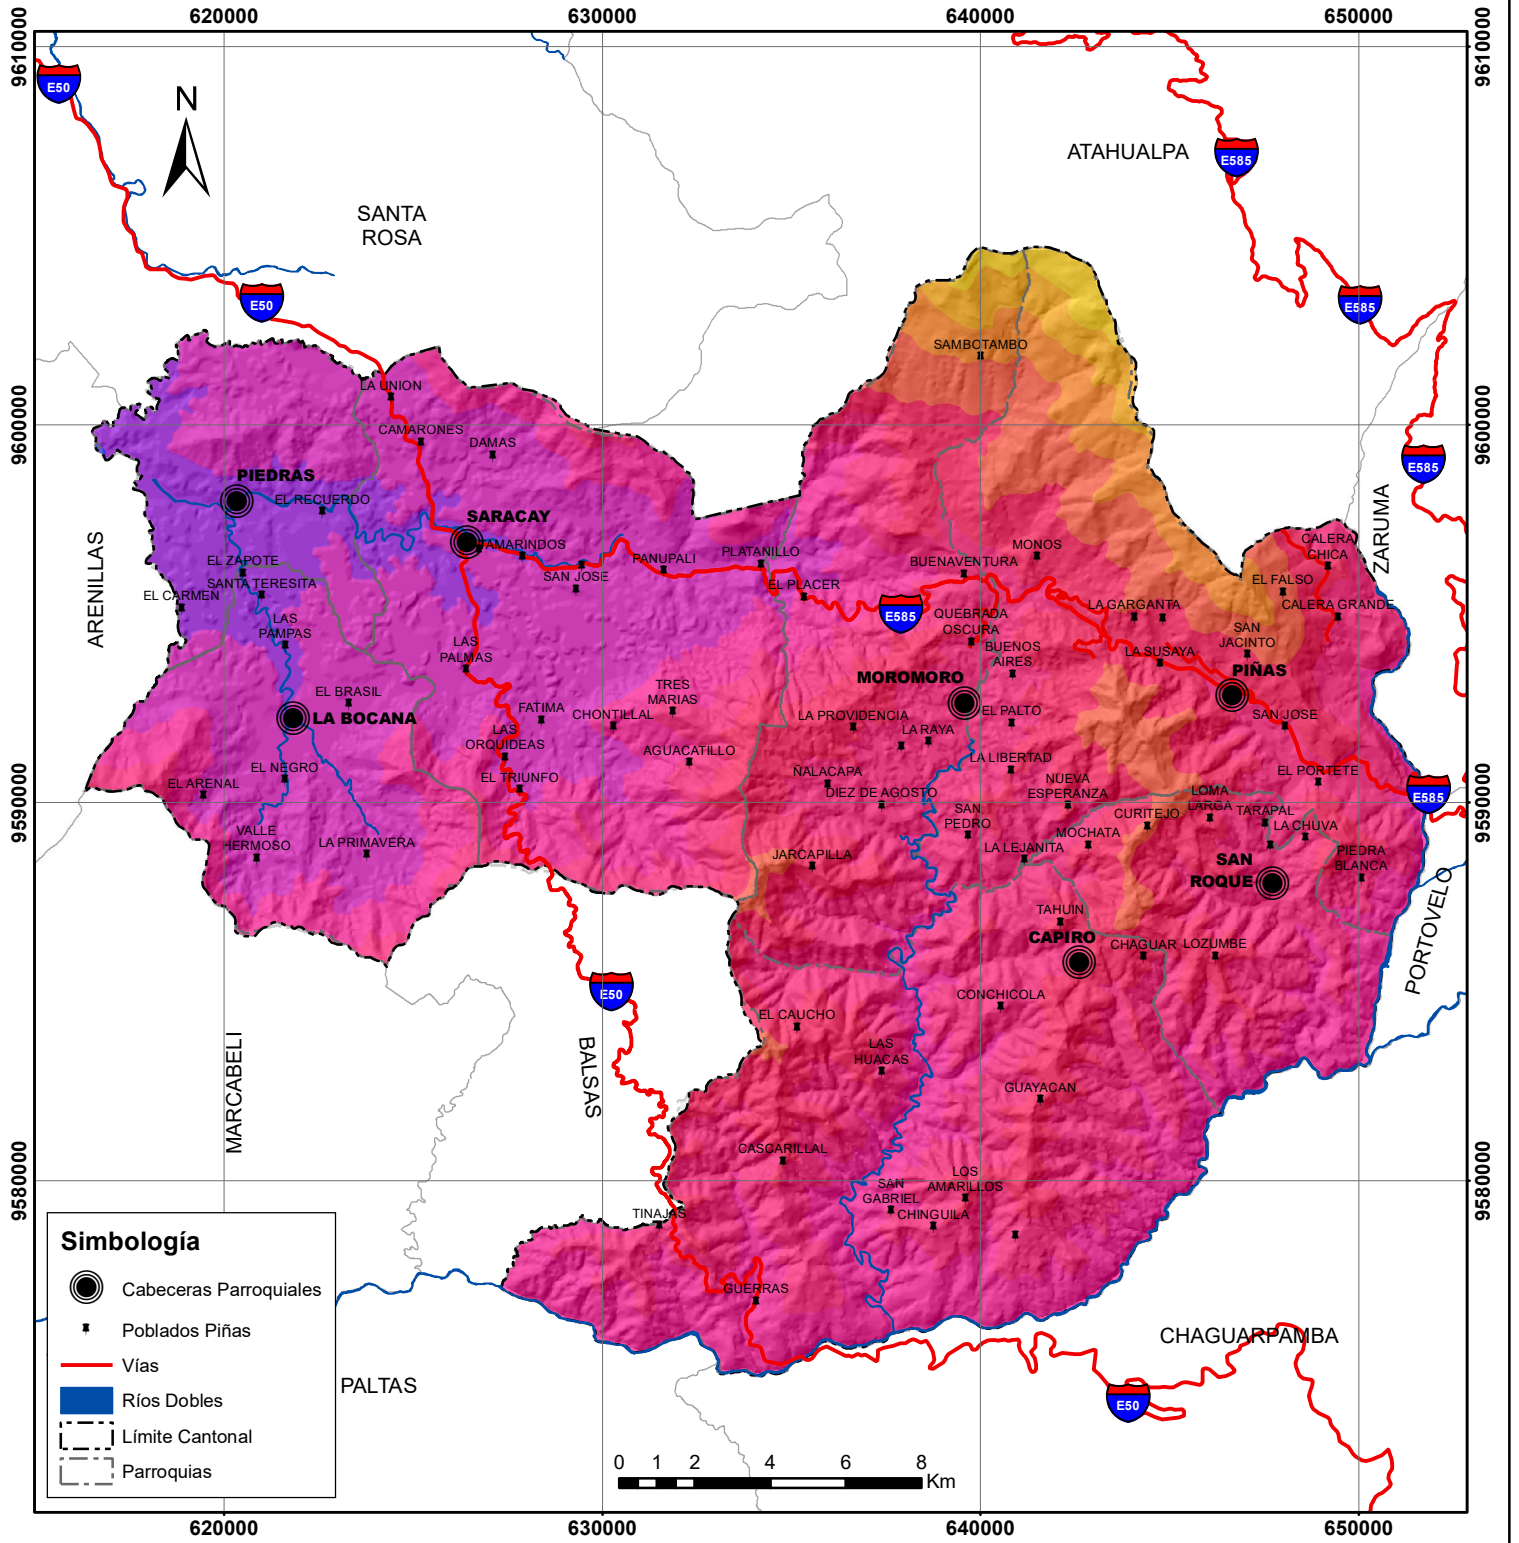 620000
630000
640000
650000
9610000
9610000
E50
N
ATAHUALPA
E585
SANTA
ROSA
E50
E585
SAMBOTAMBO
LA UNION
9600000
9600000
CAMARONES
DAMAS
E585
PIEDRAS
EL RECUERDO
SARACAY
TAMARINDOS
ZARUMA
CALERA
CHICA
ARENILLAS
EL ZAPOTE
SANTA TERESITA
EL CARMEN
SAN JOSE
PANUPALI
PLATANILLO
EL PLACER
BUENAVENTURA
MONOS
EL FALSO
CALERA GRANDE
E585
LAS
PAMPAS
QUEBRADA
OSCURA
LA GARGANTA
SAN
JACINTO
LAS
PALMAS
BUENOS
AIRES
LA SUSAYA
PIÑAS
EL BRASIL
LA BOCANA
TRES
MARIAS
MOROMORO
FATIMA
CHONTILLAL
LA PROVIDENCIA
EL PALTO
SAN JOSE
LAS
ORQUIDEAS
LA RAYA
AGUACATILLO
LA LIBERTAD
EL NEGRO
EL TRIUNFO
EL ARENAL
ÑALACAPA
DIEZ DE AGOSTO
NUEVA
ESPERANZA
EL PORTETE
E585
9590000
9590000
LOMA
LARGA
SAN
PEDRO
CURITEJO
TARAPAL
LA CHUVA
VALLE
HERMOSO
LA PRIMAVERA
JARCAPILLA
LA LEJANITA
MOCHATA
SAN
ROQUE
PIEDRA
BLANCA
TAHUIN
CAPIRO
CHAGUAR
LOZUMBE
PORTOVELO
E50
CONCHICOLA
EL CAUCHO
LAS
HUACAS
MARCABELI
BALSAS
GUAYACAN
CASCARILLAL
9580000
9580000
LOS
AMARILLOS
SAN
GABRIEL
CHINGUILA
TINAJAS
GUERRAS
Simbología
Cabeceras Parroquiales
Poblados Piñas
Vías
Ríos Dobles
Límite Cantonal
Parroquias
PALTAS
CHAGUARPAMBA
E50
0 1 2 4 6 8
Km
620000
630000
640000
650000